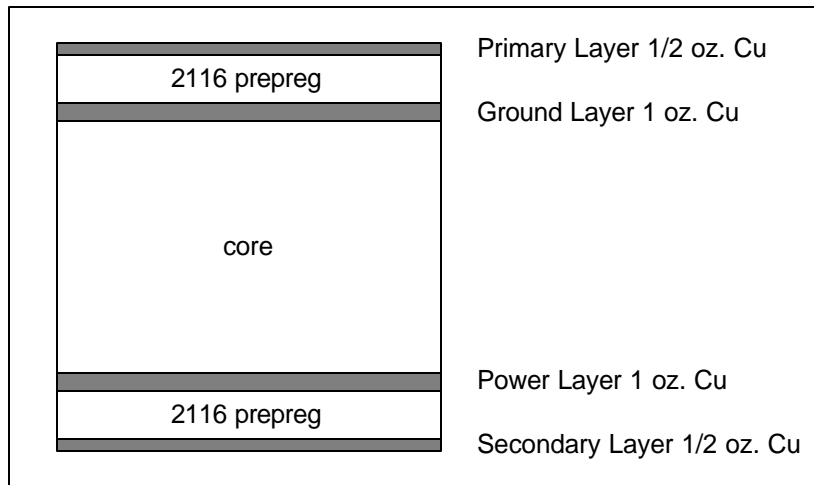 Primary Layer 1/2 oz. Cu
2116 prepreg
Ground Layer 1 oz. Cu
core
Power Layer 1 oz. Cu
2116 prepreg
Secondary Layer 1/2 oz. Cu